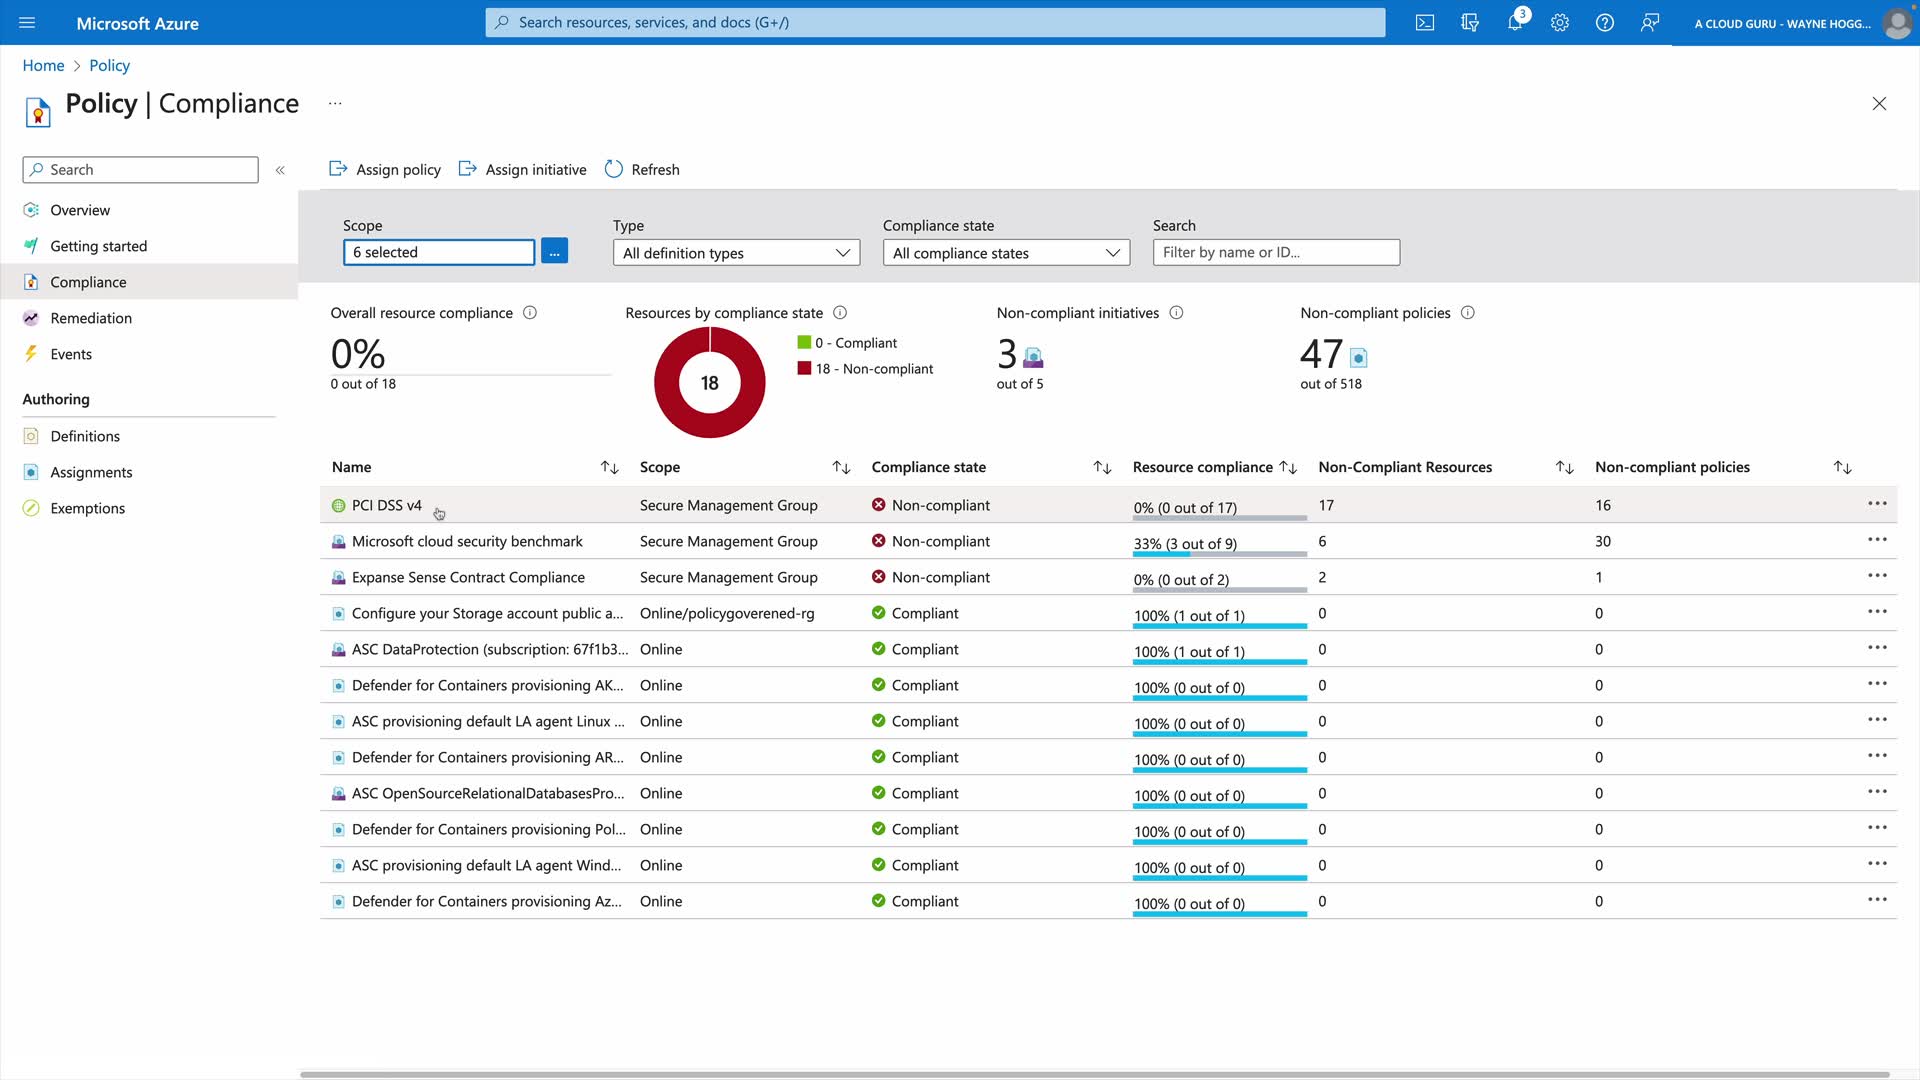 Microsoft Azure
Search resources, services, and docs (G+/)
3
A CLOUD GURU - WAYNE HOGG...
Home > Policy
Policy | Compliance ...
Search
«
Assign policy
Assign initiative
Refresh
Overview
Getting started
Compliance
Remediation
Events
Authoring
Definitions
Assignments
Exemptions
Scope
Type
Compliance state
Search
6 selected
...
All definition types
All compliance states
Filter by name or ID...
Overall resource compliance
0%
0 out of 18
Resources by compliance state
18
0 - Compliant
18 - Non-compliant
Non-compliant initiatives
3
out of 5
Non-compliant policies
47
out of 518
Name Scope Compliance state Resource compliance Non-Compliant Resources Non-compliant policies
PCI DSS v4 Secure Management Group Non-compliant 0% (0 out of 17) 17 16 ...
Microsoft cloud security benchmark Secure Management Group Non-compliant 33% (3 out of 9) 6 30 ...
Expanse Sense Contract Compliance Secure Management Group Non-compliant 0% (0 out of 2) 2 1 ...
Configure your Storage account public a... Online/policygoverened-rg Compliant 100% (1 out of 1) 0 0 ...
ASC DataProtection (subscription: 67f1b3... Online Compliant 100% (1 out of 1) 0 0 ...
Defender for Containers provisioning AK... Online Compliant 100% (0 out of 0) 0 0 ...
ASC provisioning default LA agent Linux ... Online Compliant 100% (0 out of 0) 0 0 ...
Defender for Containers provisioning AR... Online Compliant 100% (0 out of 0) 0 0 ...
ASC OpenSourceRelationalDatabasesPro... Online Compliant 100% (0 out of 0) 0 0 ...
Defender for Containers provisioning Pol... Online Compliant 100% (0 out of 0) 0 0 ...
ASC provisioning default LA agent Wind... Online Compliant 100% (0 out of 0) 0 0 ...
Defender for Containers provisioning Az... Online Compliant 100% (0 out of 0) 0 0 ...